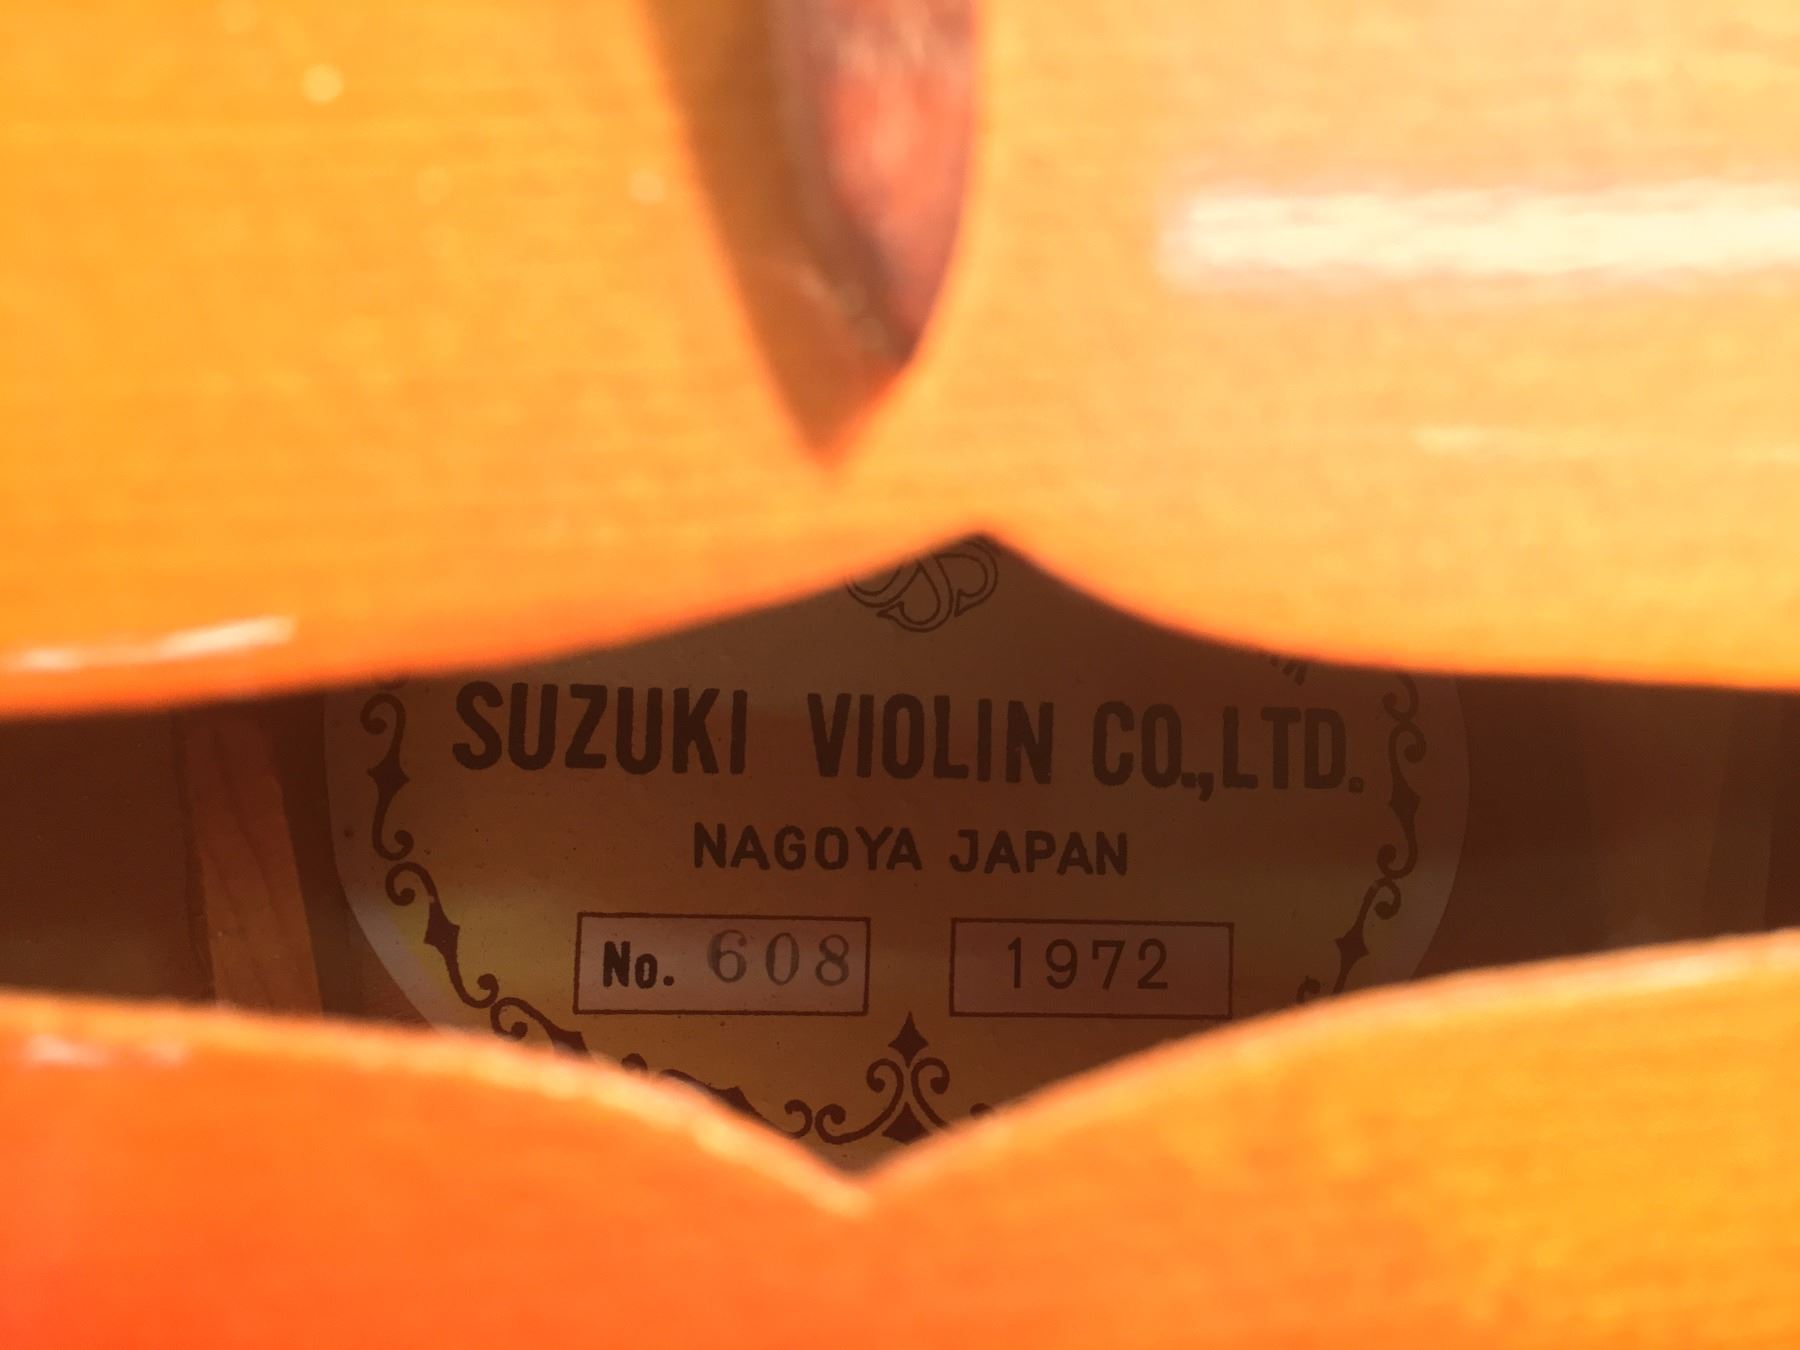 SUZUKI VIOLIN CO.,LTD.
NAGOYA JAPAN
No. 608 1972